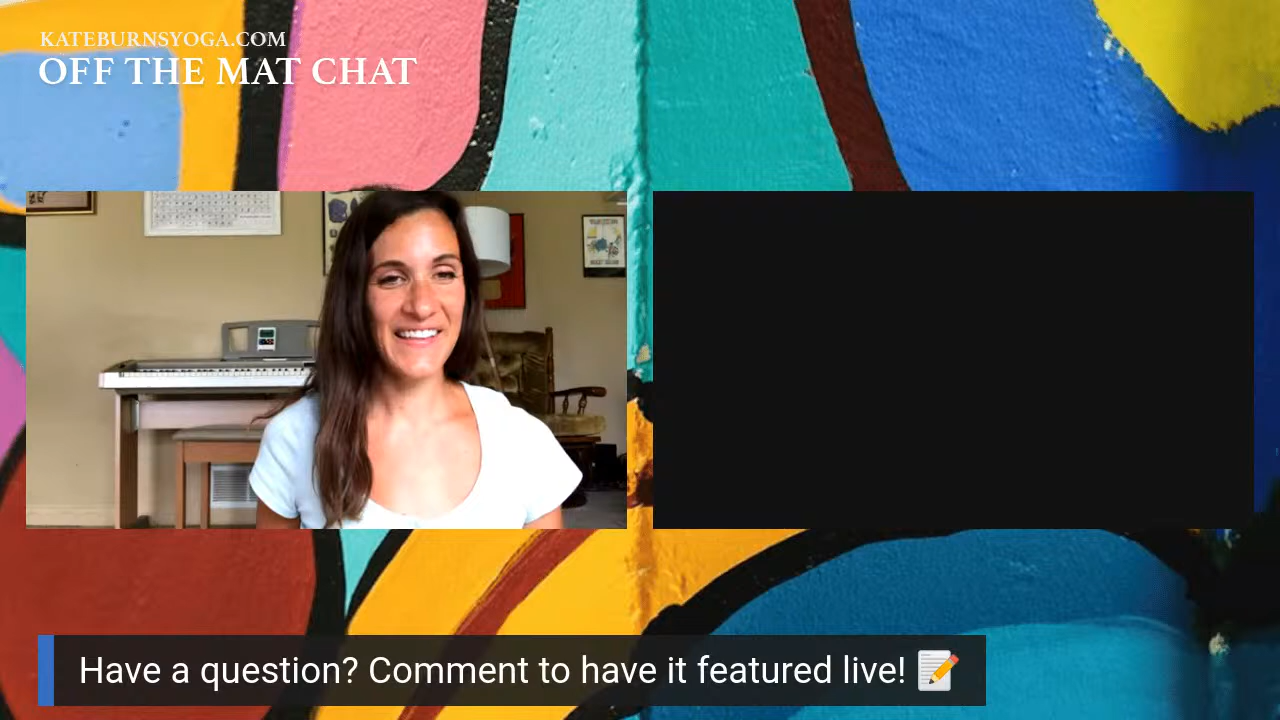 KATEBURNSYOGA.COM
OFF THE MAT CHAT
Have a question? Comment to have it featured live! 📝